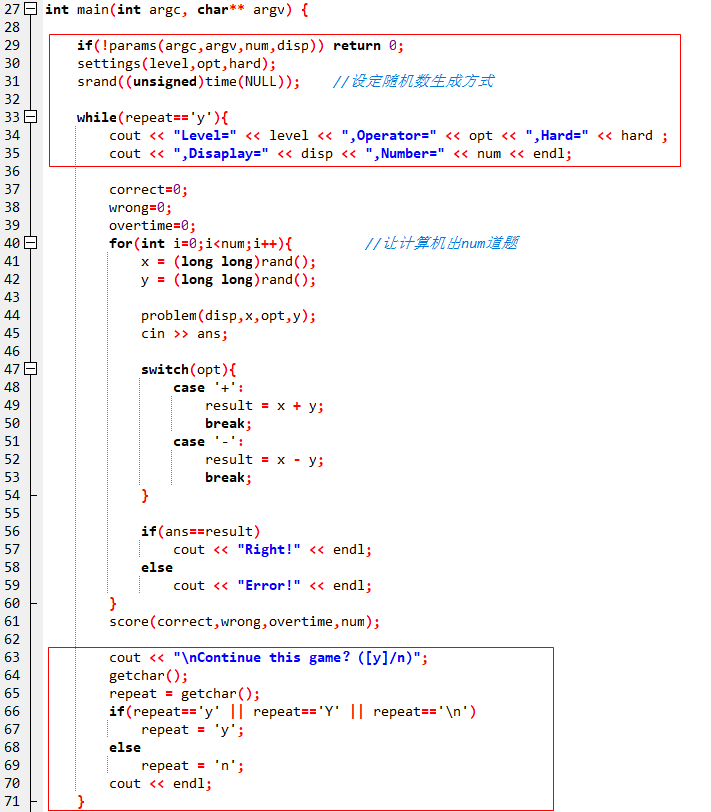 27 int main(int argc, char** argv) {
28
29 if(!params(argc,argv,num,disp)) return 0;
30 settings(level,opt,hard);
31 srand((unsigned)time(NULL)); //设定随机数生成方式
32
33 while(repeat=='y'){
34 cout << "Level=" << level << ",Operator=" << opt << ",Hard=" << hard ;
35 cout << ",Disaplay=" << disp << ",Number=" << num << endl;
36
37 correct=0;
38 wrong=0;
39 overtime=0;
40 for(int i=0;i<num;i++){ //让计算机出num道题
41 x = (long long)rand();
42 y = (long long)rand();
43
44 problem(disp,x,opt,y);
45 cin >> ans;
46
47 switch(opt){
48 case '+':
49 result = x + y;
50 break;
51 case '-':
52 result = x - y;
53 break;
54 }
55
56 if(ans==result)
57 cout << "Right!" << endl;
58 else
59 cout << "Error!" << endl;
60 }
61 score(correct,wrong,overtime,num);
62
63 cout << "\nContinue this game？([y]/n)";
64 getchar();
65 repeat = getchar();
66 if(repeat=='y' || repeat=='Y' || repeat=='\n')
67 repeat = 'y';
68 else
69 repeat = 'n';
70 cout << endl;
71 }